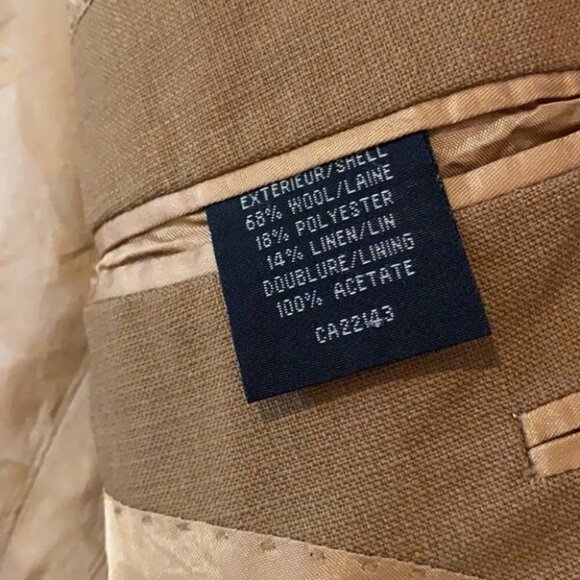 EXTERIEUR/SHELL
68% WOOL/LAINE
18% POLYESTER
14% LINEN/LIN
DOUBLURE/LINING
100% ACETATE
CA22143